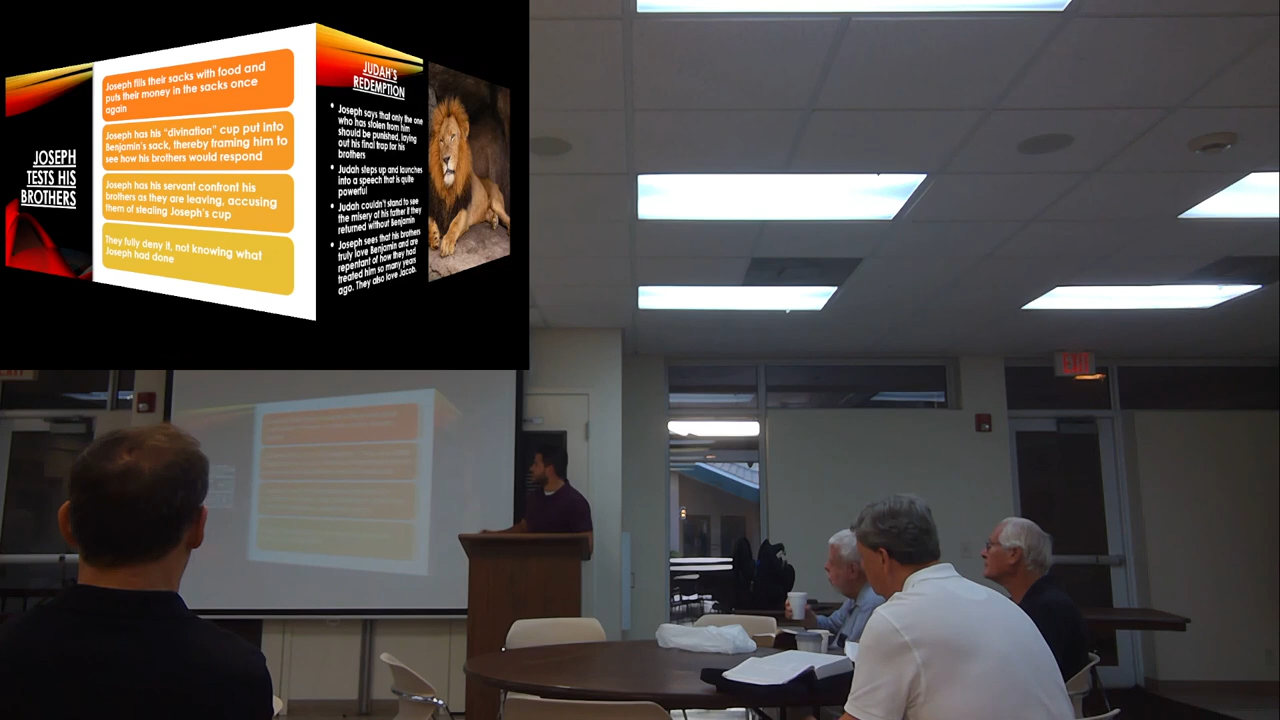 JOSEPH
TESTS HIS
BROTHERS
Joseph fills their sacks with food and
puts their money in the sacks once
again
Joseph has his "divination" cup put into
Benjamin's sack, thereby framing him to
see how his brothers would respond
Joseph has his servant confront his
brothers as they are leaving, accusing
them of stealing Joseph's cup
They fully deny it, not knowing what
Joseph had done
JUDAH'S
REDEMPTION
• Joseph says that only the one
who has stolen from him
should be punished, laying
out his final trap for his
brothers
• Judah steps up and launches
into a speech that is quite
powerful
• Judah couldn't stand to see
the misery of his father if they
returned without Benjamin
• Joseph sees that his brothers
truly love Benjamin and are
repentant of how they had
treated him so many years
ago. They also love Jacob.
EXIT
EXIT